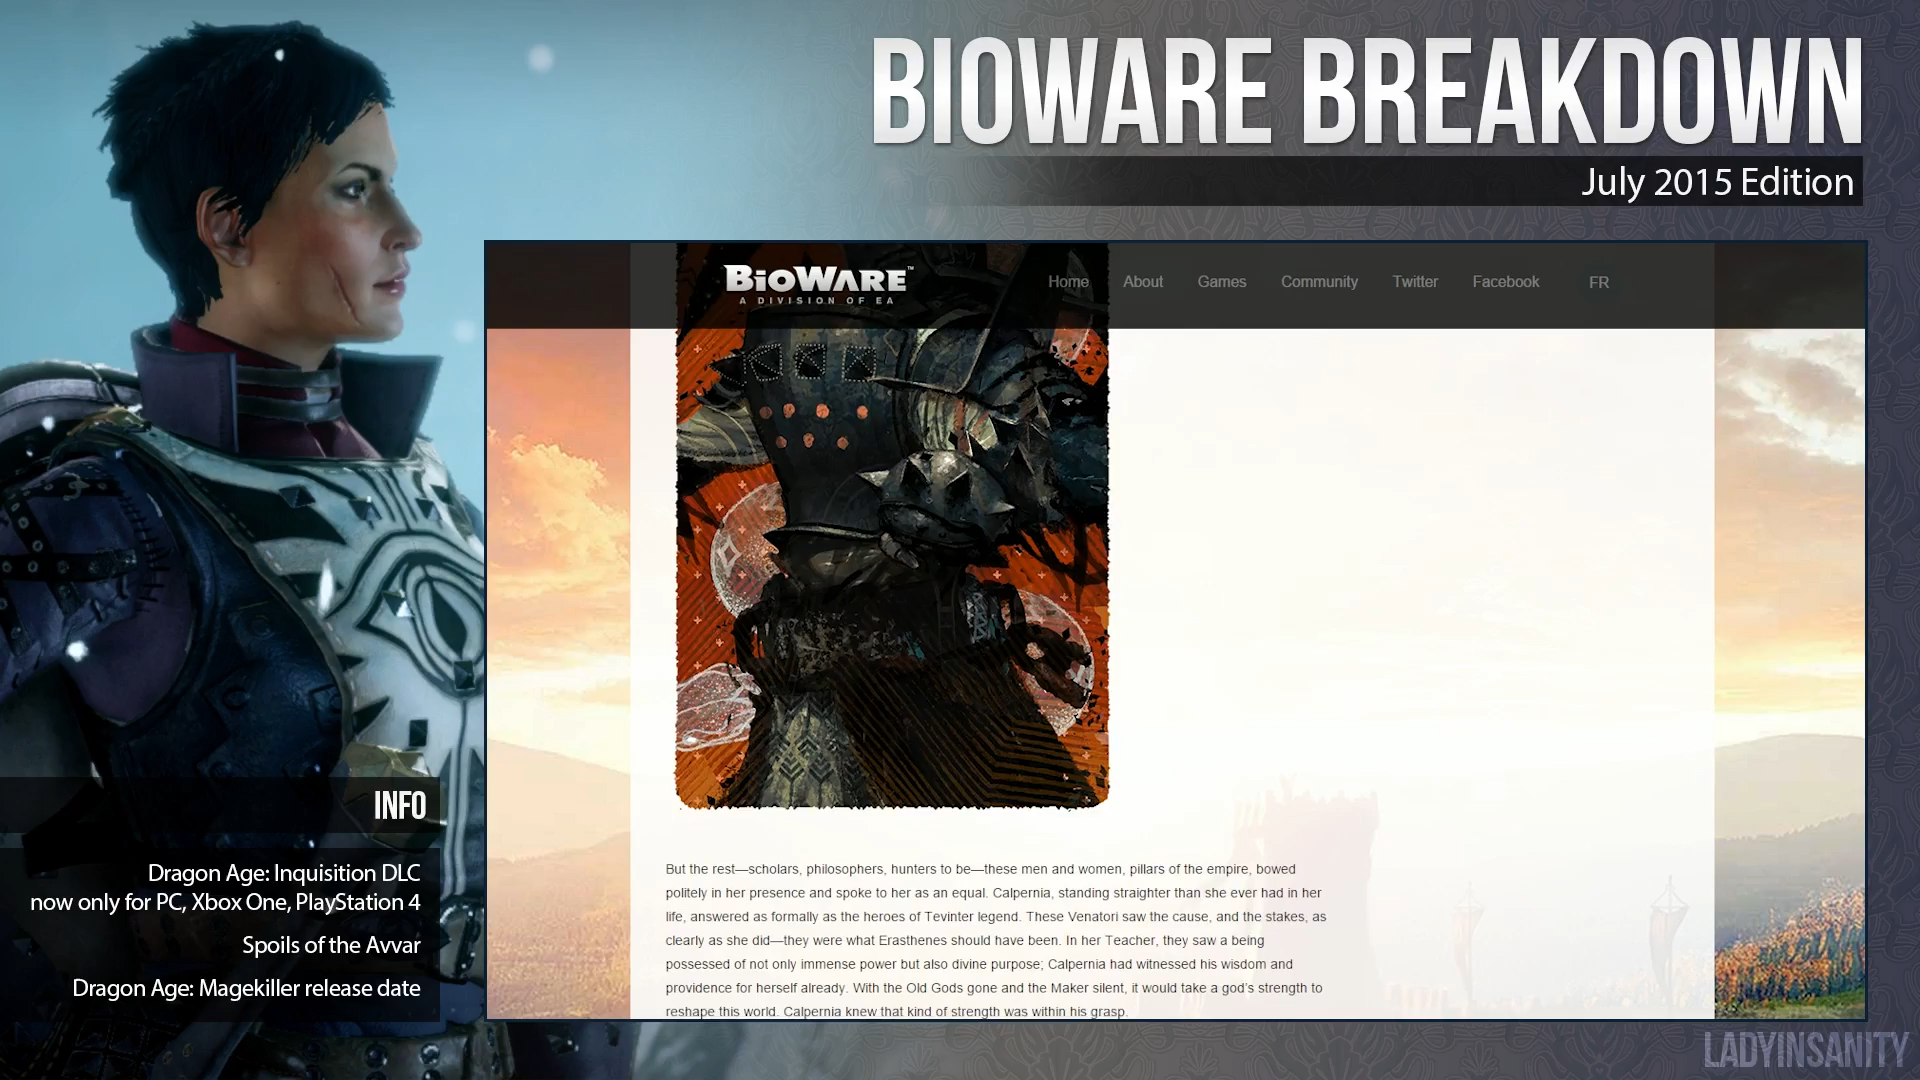 BIOWARE BREAKDOWN
July 2015 Edition
BIOWARE™
A DIVISION OF EA
Home About Games Community Twitter Facebook FR
INFO
Dragon Age: Inquisition DLC
now only for PC, Xbox One, PlayStation 4
Spoils of the Avvar
Dragon Age: Magekiller release date
But the rest—scholars, philosophers, hunters to be—these men and women, pillars of the empire, bowed
politely in her presence and spoke to her as an equal. Calpernia, standing straighter than she ever had in her
life, answered as formally as the heroes of Tevinter legend. These Venatori saw the cause, and the stakes, as
clearly as she did—they were what Erasthenes should have been. In her Teacher, they saw a being
possessed of not only immense power but also divine purpose; Calpernia had witnessed his wisdom and
providence for herself already. With the Old Gods gone and the Maker silent, it would take a god's strength to
reshape this world. Calpernia knew that kind of strength was within his grasp.
LADYINSANITY